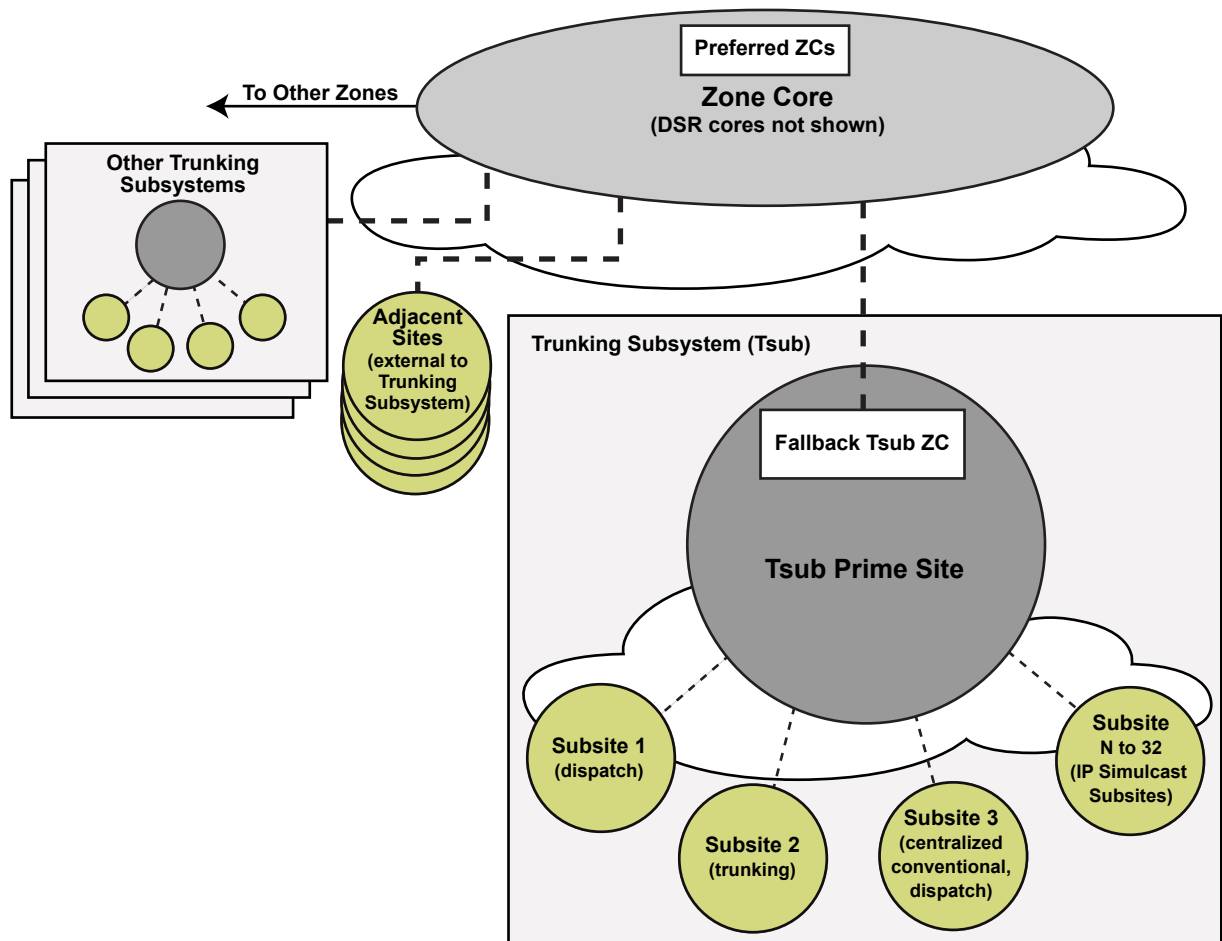 Preferred ZCs
Zone Core
(DSR cores not shown)
To Other Zones
Other Trunking
Subsystems
Adjacent
Sites
(external to
Trunking
Subsystem)
Trunking Subsystem (Tsub)
Fallback Tsub ZC
Tsub Prime Site
Subsite 1
(dispatch)
Subsite 2
(trunking)
Subsite 3
(centralized
conventional,
dispatch)
Subsite
N to 32
(IP Simulcast
Subsites)